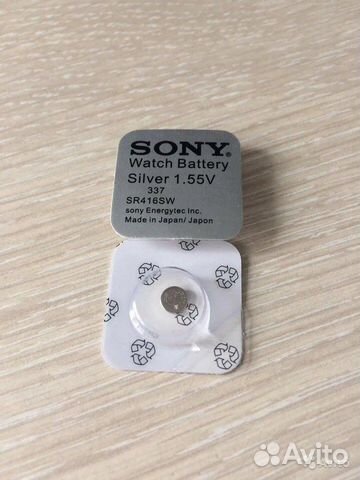 SONY®
Watch Battery
Silver 1.55V
337
SR416SW
sony Energytec Inc.
Made in Japan/ Japon
Avito